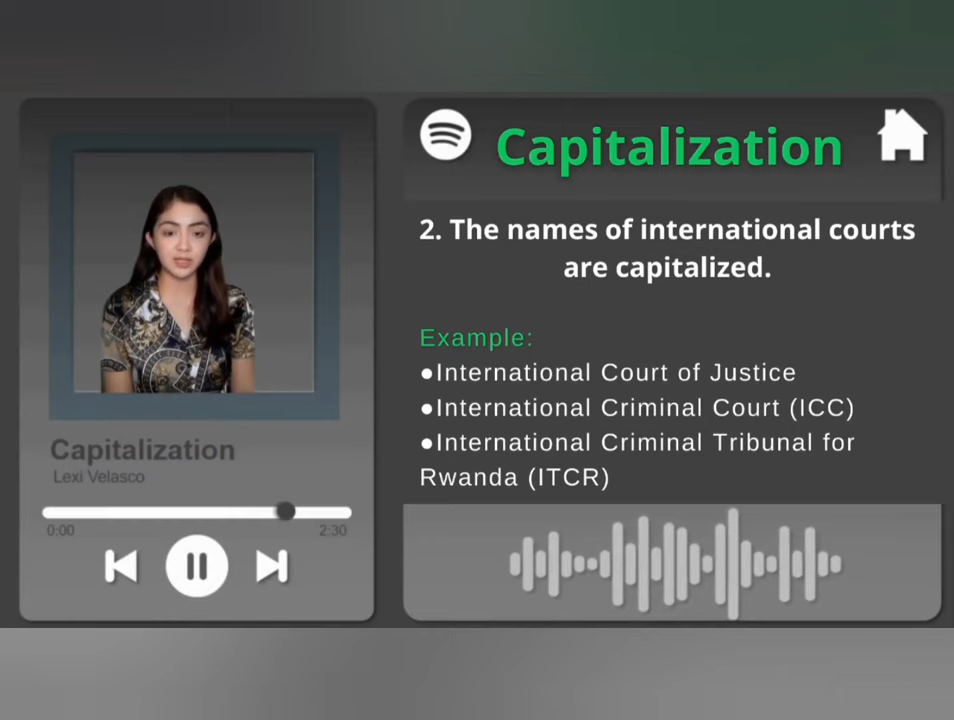 Capitalization
2. The names of international courts
are capitalized.
Example:
●International Court of Justice
●International Criminal Court (ICC)
●International Criminal Tribunal for
Rwanda (ITCR)
Capitalization
Lexi Velasco
0:00
2:30